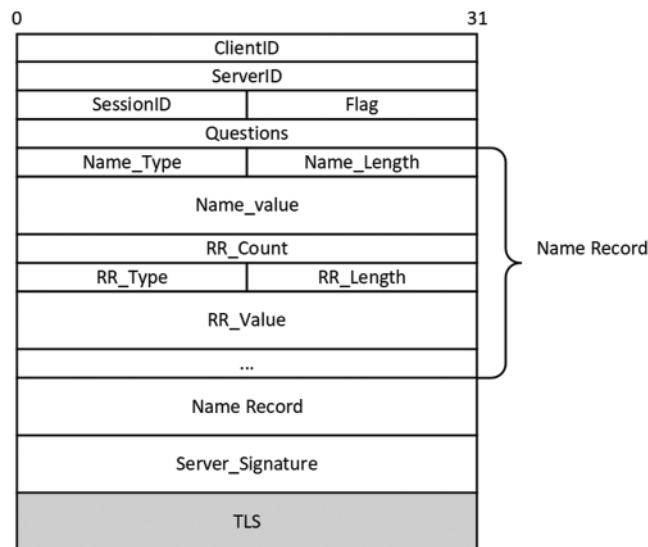 0 31
ClientID
ServerID
SessionID Flag
Questions
Name_Type Name_Length
Name_value
RR_Count
Name Record
RR_Type RR_Length
RR_Value
...
Name Record
Server_Signature
TLS